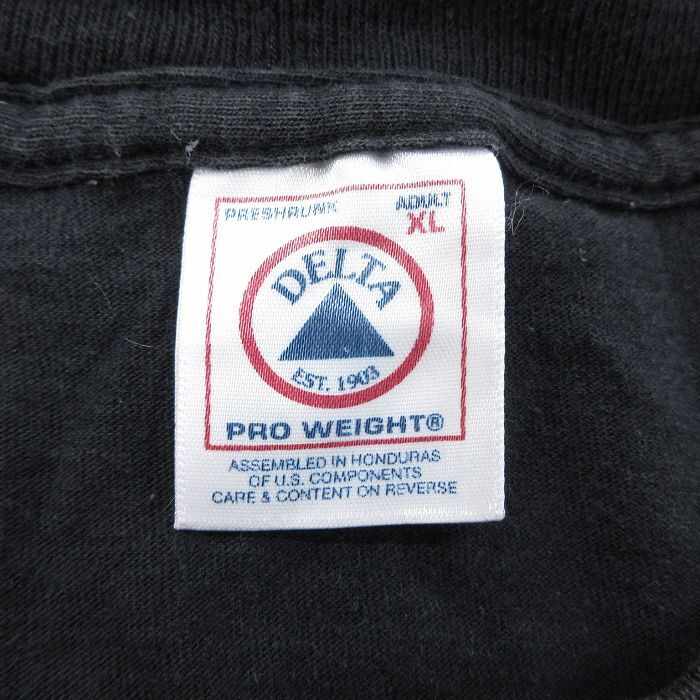 PRESHRUNK
ADULT
XL
DELTA
EST. 1903
PRO WEIGHT®
ASSEMBLED IN HONDURAS
OF U.S. COMPONENTS
CARE & CONTENT ON REVERSE